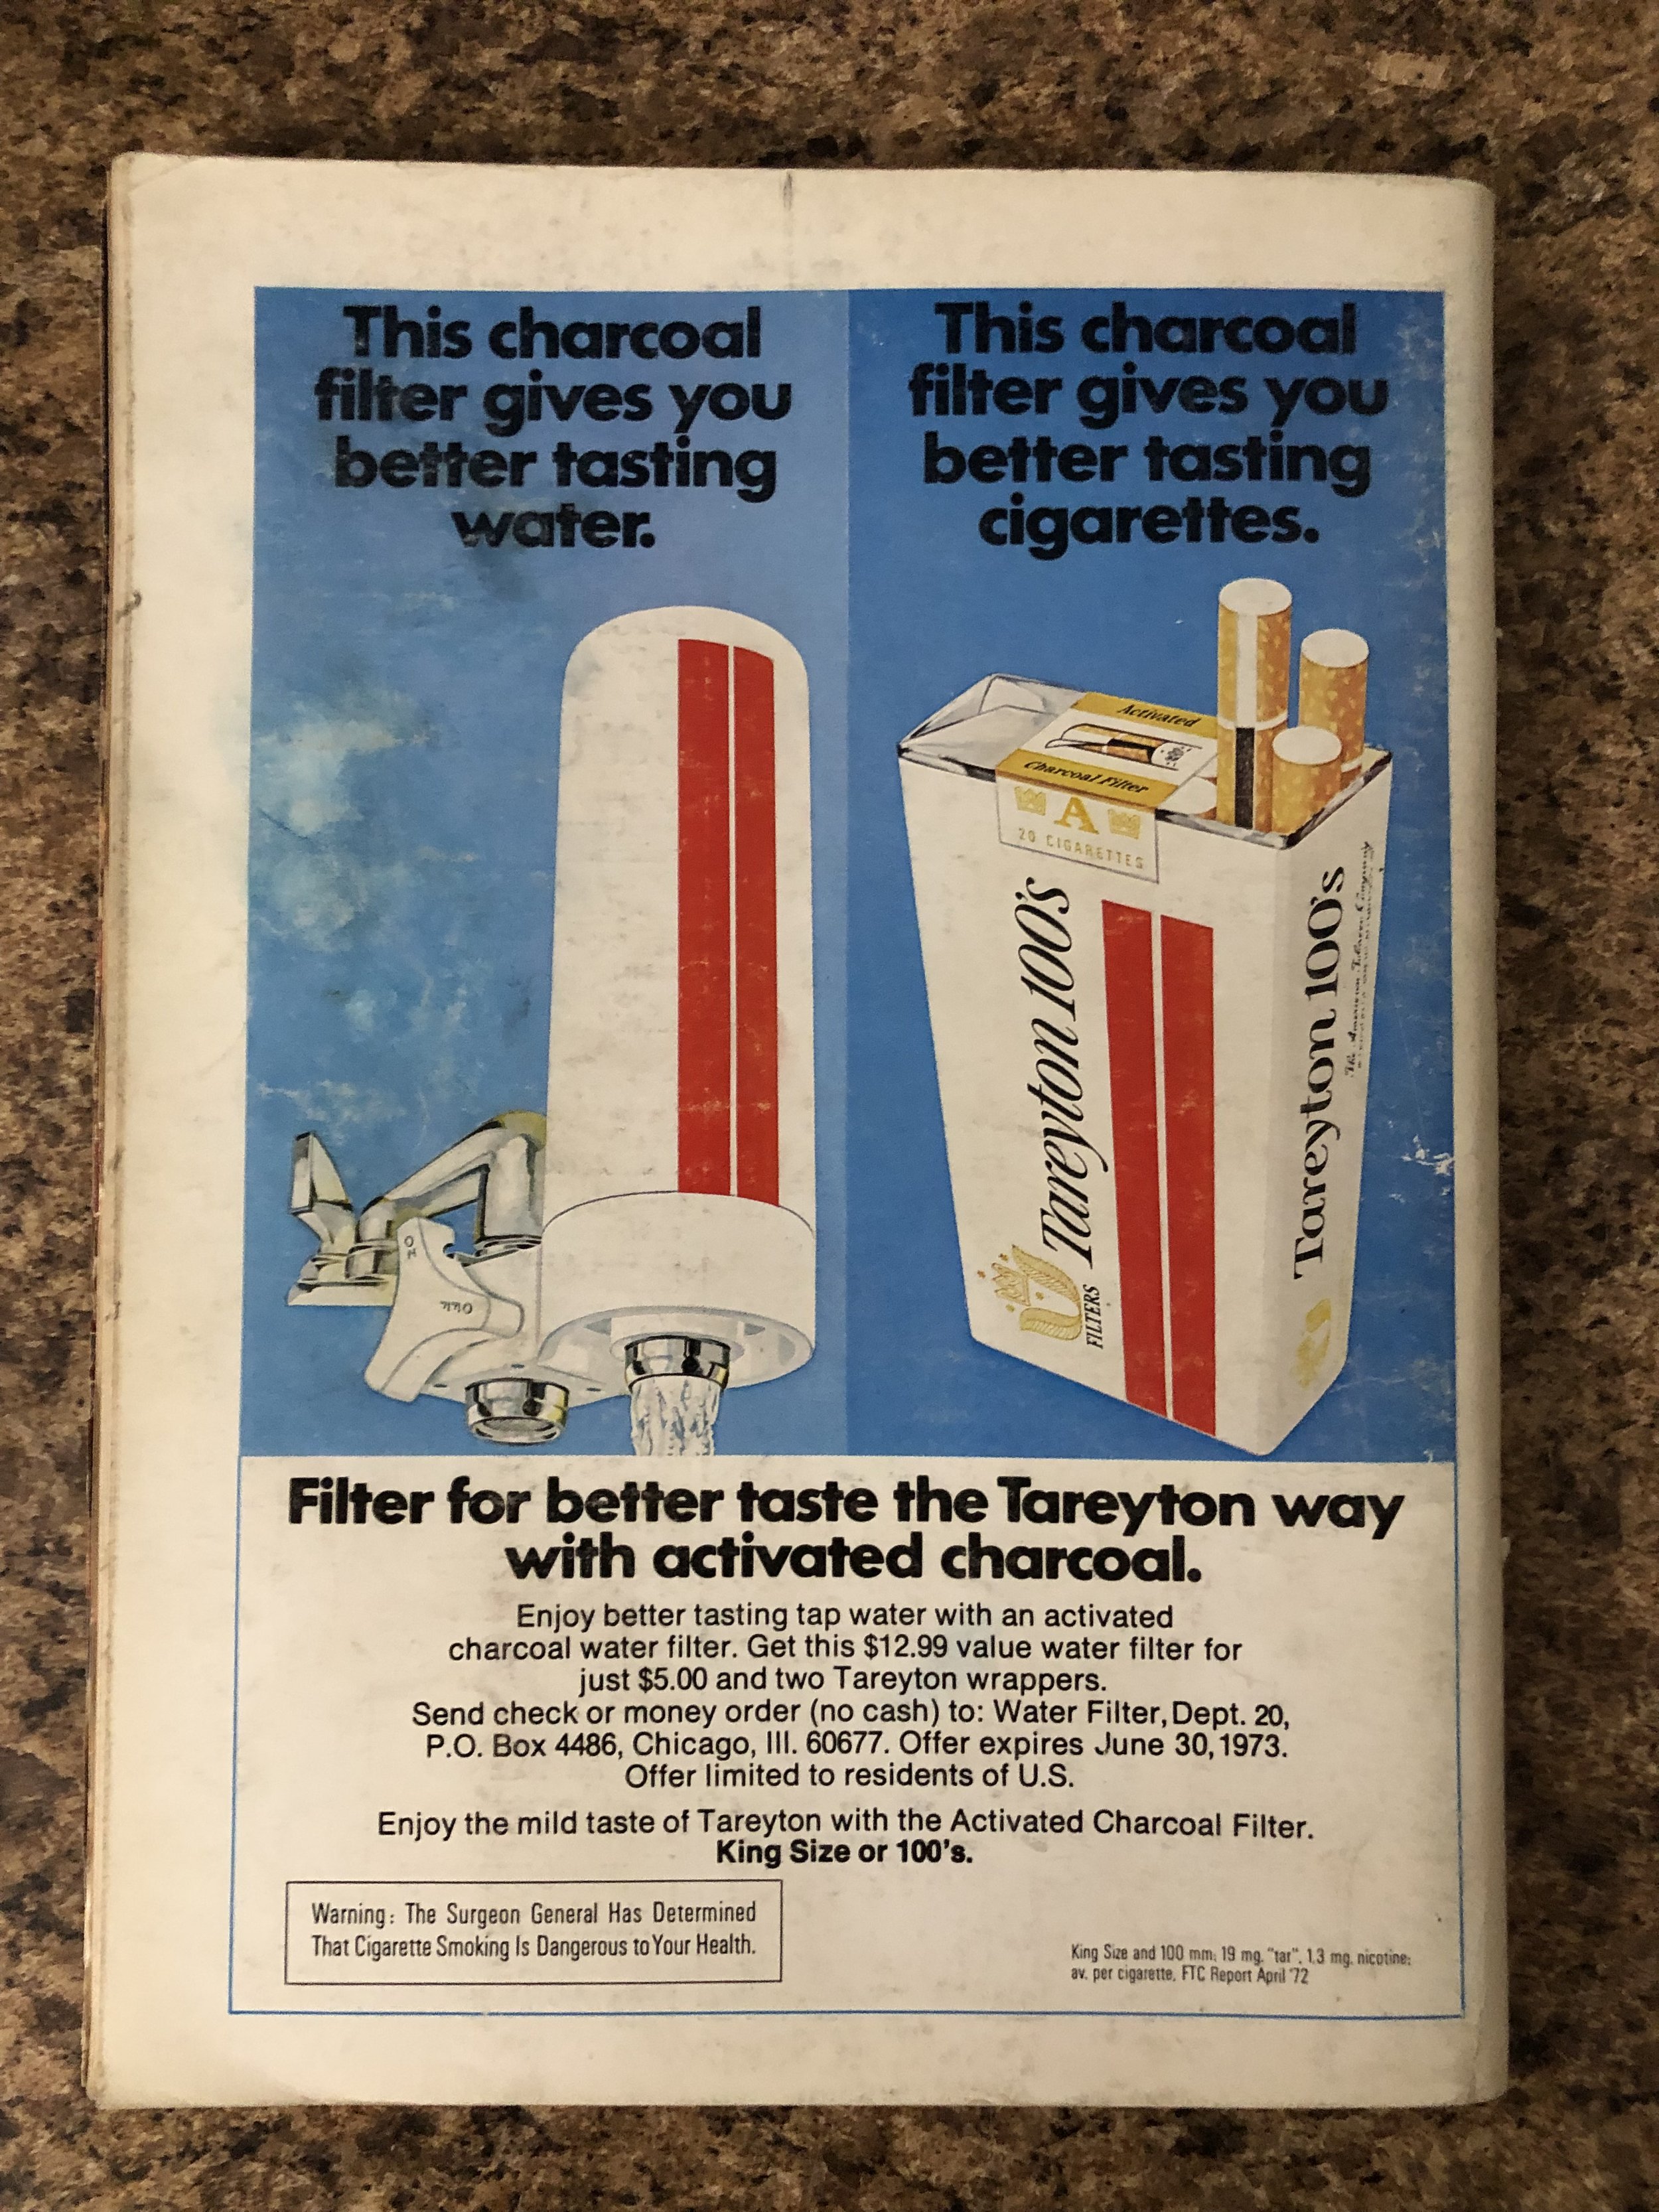 This charcoal
filter gives you
better tasting
water.
This charcoal
filter gives you
better tasting
cigarettes.
Activated
Charcoal Filter
A
20 CIGARETTES
Tareyton 100's
FILTERS
Tareyton 100's
The American Tobacco Company
Filter for better taste the Tareyton way
with activated charcoal.
Enjoy better tasting tap water with an activated
charcoal water filter. Get this $12.99 value water filter for
just $5.00 and two Tareyton wrappers.
Send check or money order (no cash) to: Water Filter, Dept. 20,
P.O. Box 4486, Chicago, Ill. 60677. Offer expires June 30, 1973.
Offer limited to residents of U.S.
Enjoy the mild taste of Tareyton with the Activated Charcoal Filter.
King Size or 100's.
Warning: The Surgeon General Has Determined
That Cigarette Smoking Is Dangerous to Your Health.
King Size and 100 mm; 19 mg. "tar", 1.3 mg. nicotine;
av. per cigarette, FTC Report April '72